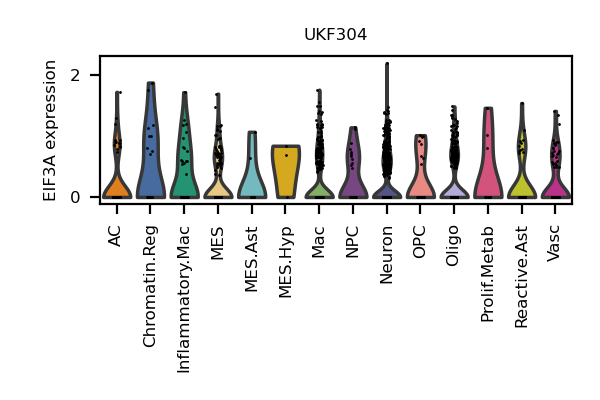 UKF304
EIF3A expression
2
0
AC
Chromatin.Reg
Inflammatory.Mac
MES
MES.Ast
MES.Hyp
Mac
NPC
Neuron
OPC
Oligo
Prolif.Metab
Reactive.Ast
Vasc